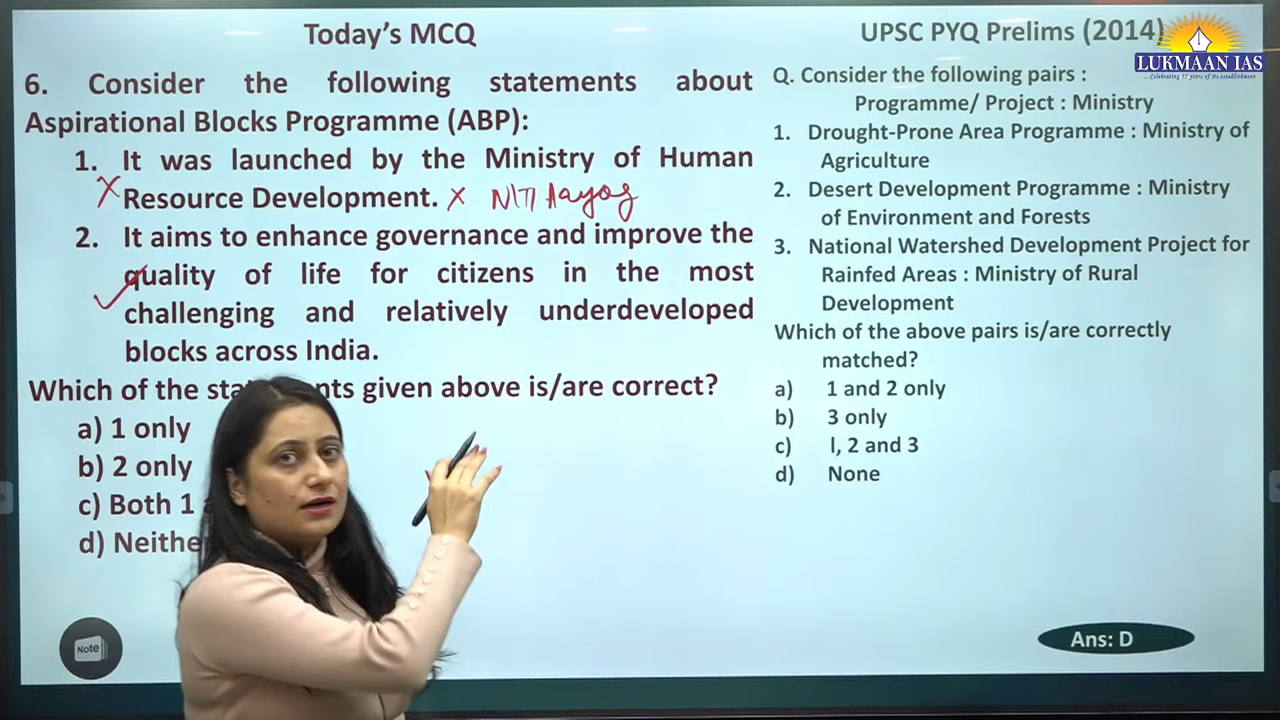 Today's MCQ
6. Consider the following statements about
Aspirational Blocks Programme (ABP):
1. It was launched by the Ministry of Human
Resource Development. x NITI Aayog
2. It aims to enhance governance and improve the
quality of life for citizens in the most
challenging and relatively underdeveloped
blocks across India.
Which of the given above is/are correct?
a) 1 only
b) 2 only
c) Both 1
d)
Note
UPSC PYQ Prelims (2014)
LUKMAAN IAS
...Celebrating 12 years of its establishment
Q. Consider the following pairs :
Programme/ Project : Ministry
1. Drought-Prone Area Programme : Ministry of
Agriculture
2. Desert Development Programme : Ministry
of Environment and Forests
3. National Watershed Development Project for
Rainfed Areas : Ministry of Rural
Development
Which of the above pairs is/are correctly
matched?
a) 1 and 2 only
b) 3 only
c) l, 2 and 3
d) None
Ans: D